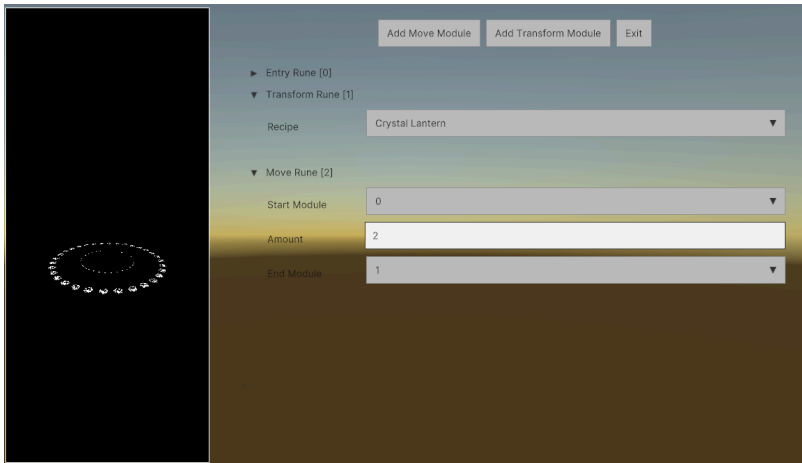 Add Move Module Add Transform Module Exit
► Entry Rune [0]
▼ Transform Rune [1]
Recipe Crystal Lantern ▼
▼ Move Rune [2]
Start Module 0 ▼
Amount 2
End Module 1 ▼